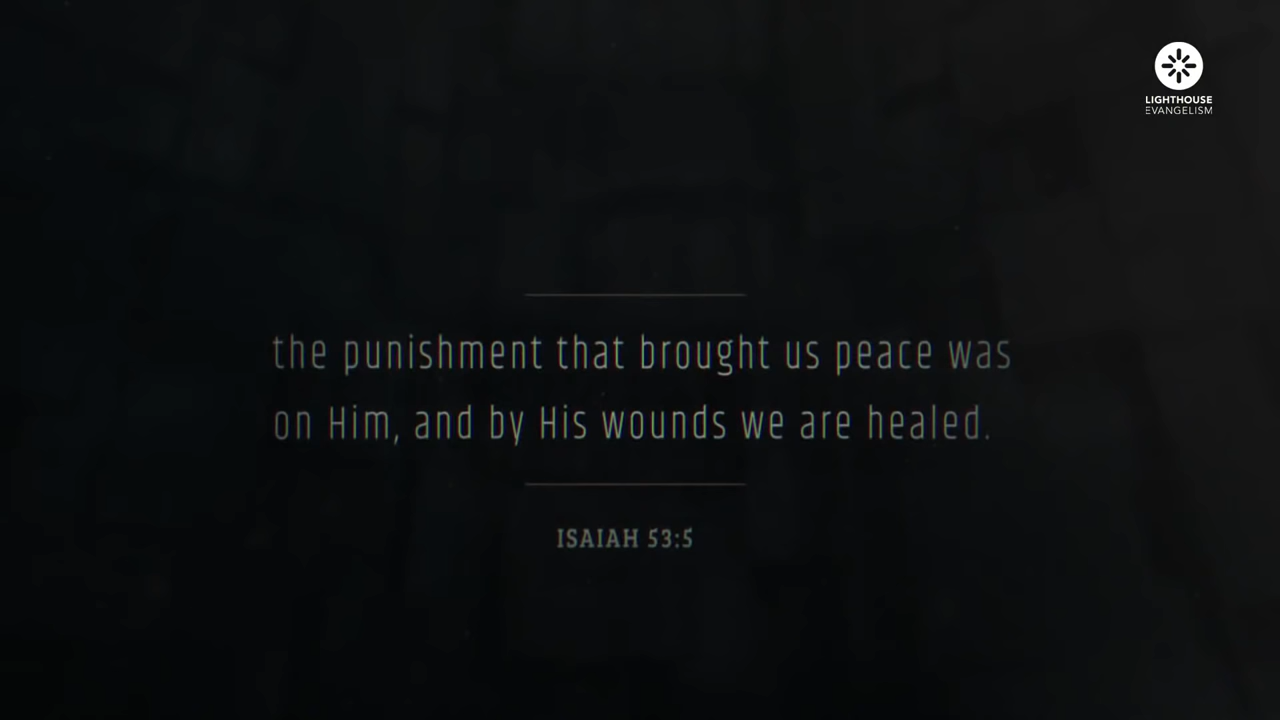 LIGHTHOUSE
EVANGELISM
the punishment that brought us peace was
on Him, and by His wounds we are healed.
ISAIAH 53:5